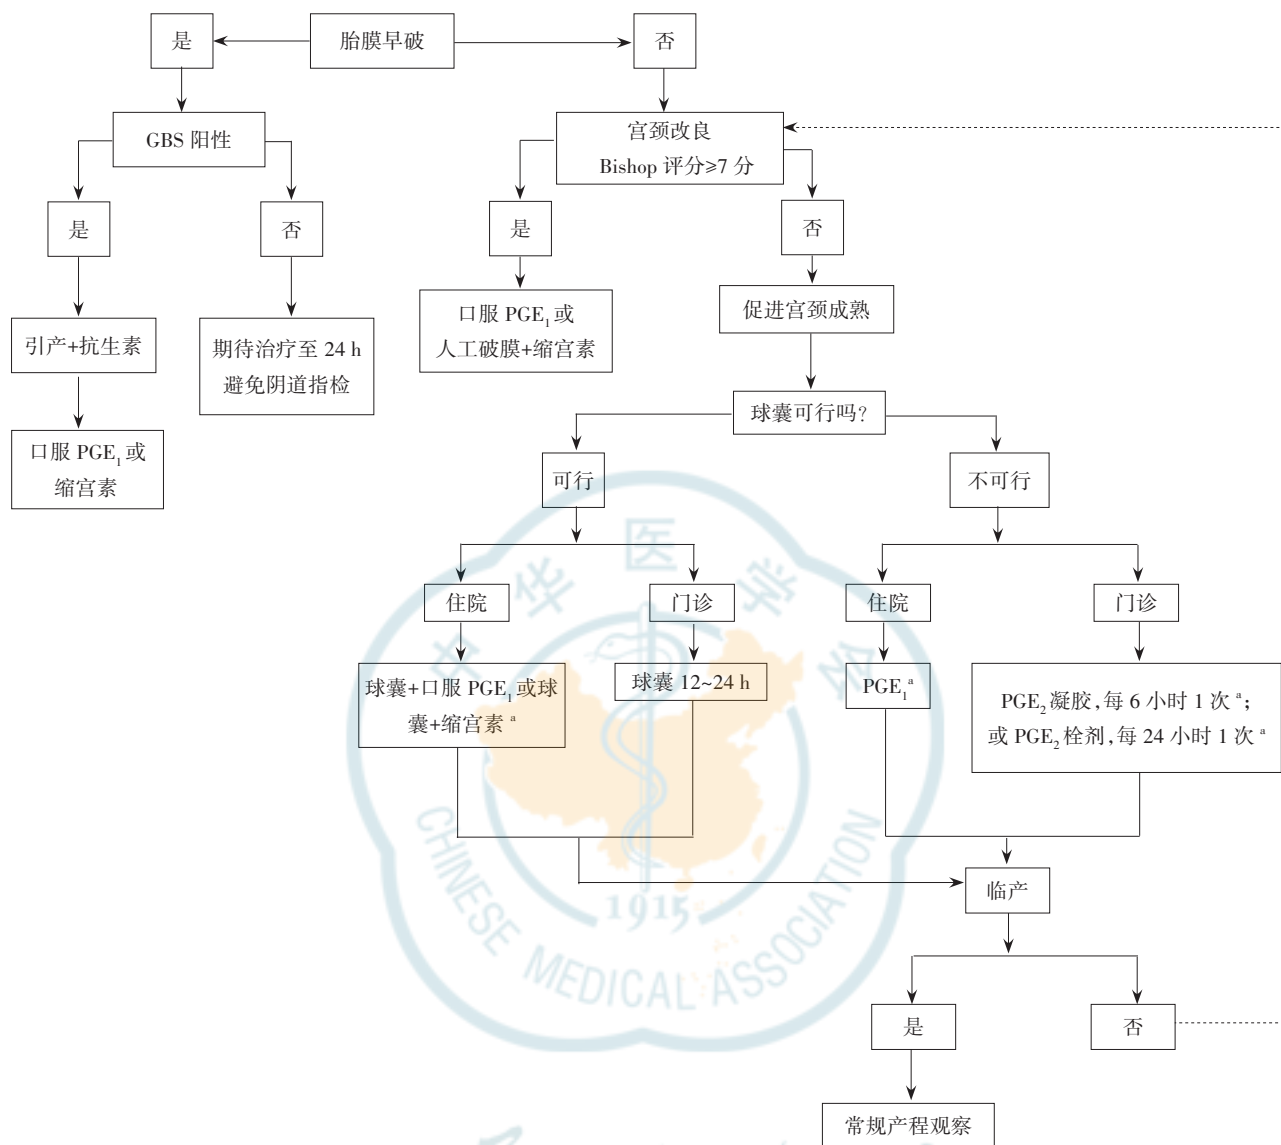 是
胎膜早破
否
GBS 阳性
宫颈改良
Bishop 评分≥7 分
是
否
是
否
引产+抗生素
期待治疗至 24 h
避免阴道指检
口服 PGE₁ 或
人工破膜+缩宫素
促进宫颈成熟
口服 PGE₁ 或
缩宫素
球囊可行吗?
可行
不可行
住院
门诊
住院
门诊
球囊+口服 PGE₁ 或球
囊+缩宫素 ᵃ
球囊 12~24 h
PGE₁ᵃ
PGE₂ 凝胶,每 6 小时 1 次 ᵃ;
或 PGE₂ 栓剂,每 24 小时 1 次 ᵃ
临产
是
否
常规产程观察
中华医学会
1915
CHINESE MEDICAL ASSOCIATION